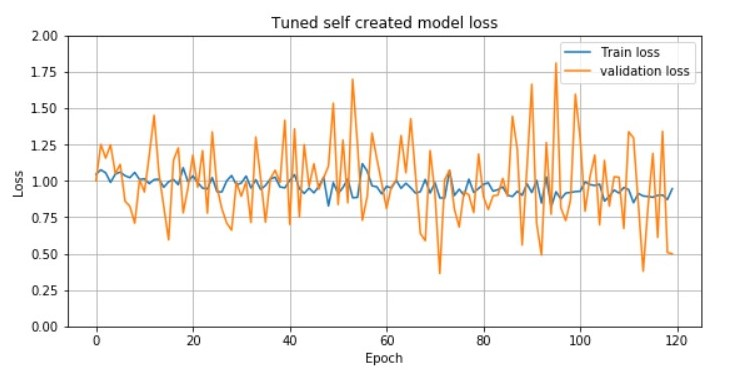 Tuned self created model loss
2.00
1.75
1.50
1.25
1.00
0.75
0.50
0.25
0.00
Loss
Train loss
validation loss
0 20 40 60 80 100 120
Epoch